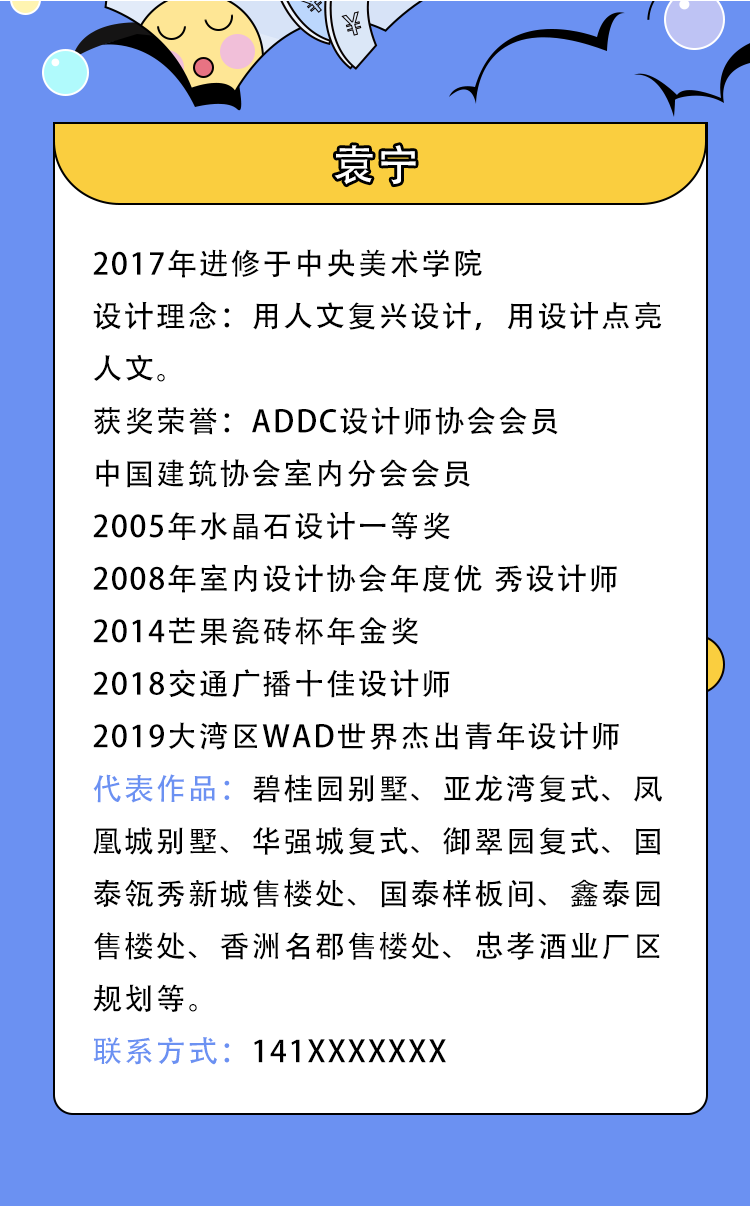 袁宁
2017年进修于中央美术学院
设计理念：用人文复兴设计，用设计点亮
人文。
获奖荣誉：ADDC设计师协会会员
中国建筑协会室内分会会员
2005年水晶石设计一等奖
2008年室内设计协会年度优 秀设计师
2014芒果瓷砖杯年金奖
2018交通广播十佳设计师
2019大湾区WAD世界杰出青年设计师
代表作品：碧桂园别墅、亚龙湾复式、凤
凰城别墅、华强城复式、御翠园复式、国
泰瓴秀新城售楼处、国泰样板间、鑫泰园
售楼处、香洲名郡售楼处、忠孝酒业厂区
规划等。
联系方式：141XXXXXXX